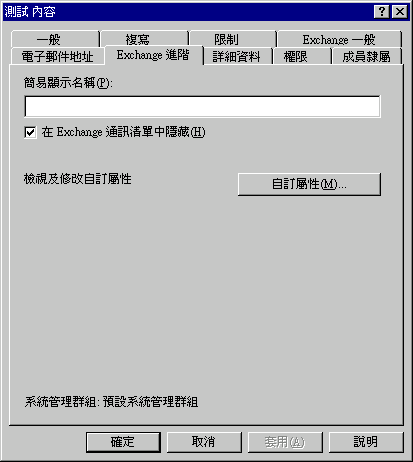 測試 內容
一般 複寫 限制 Exchange 一般
電子郵件地址 Exchange 進階 詳細資料 權限 成員隸屬
簡易顯示名稱(P):
在 Exchange 通訊清單中隱藏(H)
檢視及修改自訂屬性 自訂屬性(M)...
系統管理群組: 預設系統管理群組
確定 取消 套用(A) 說明